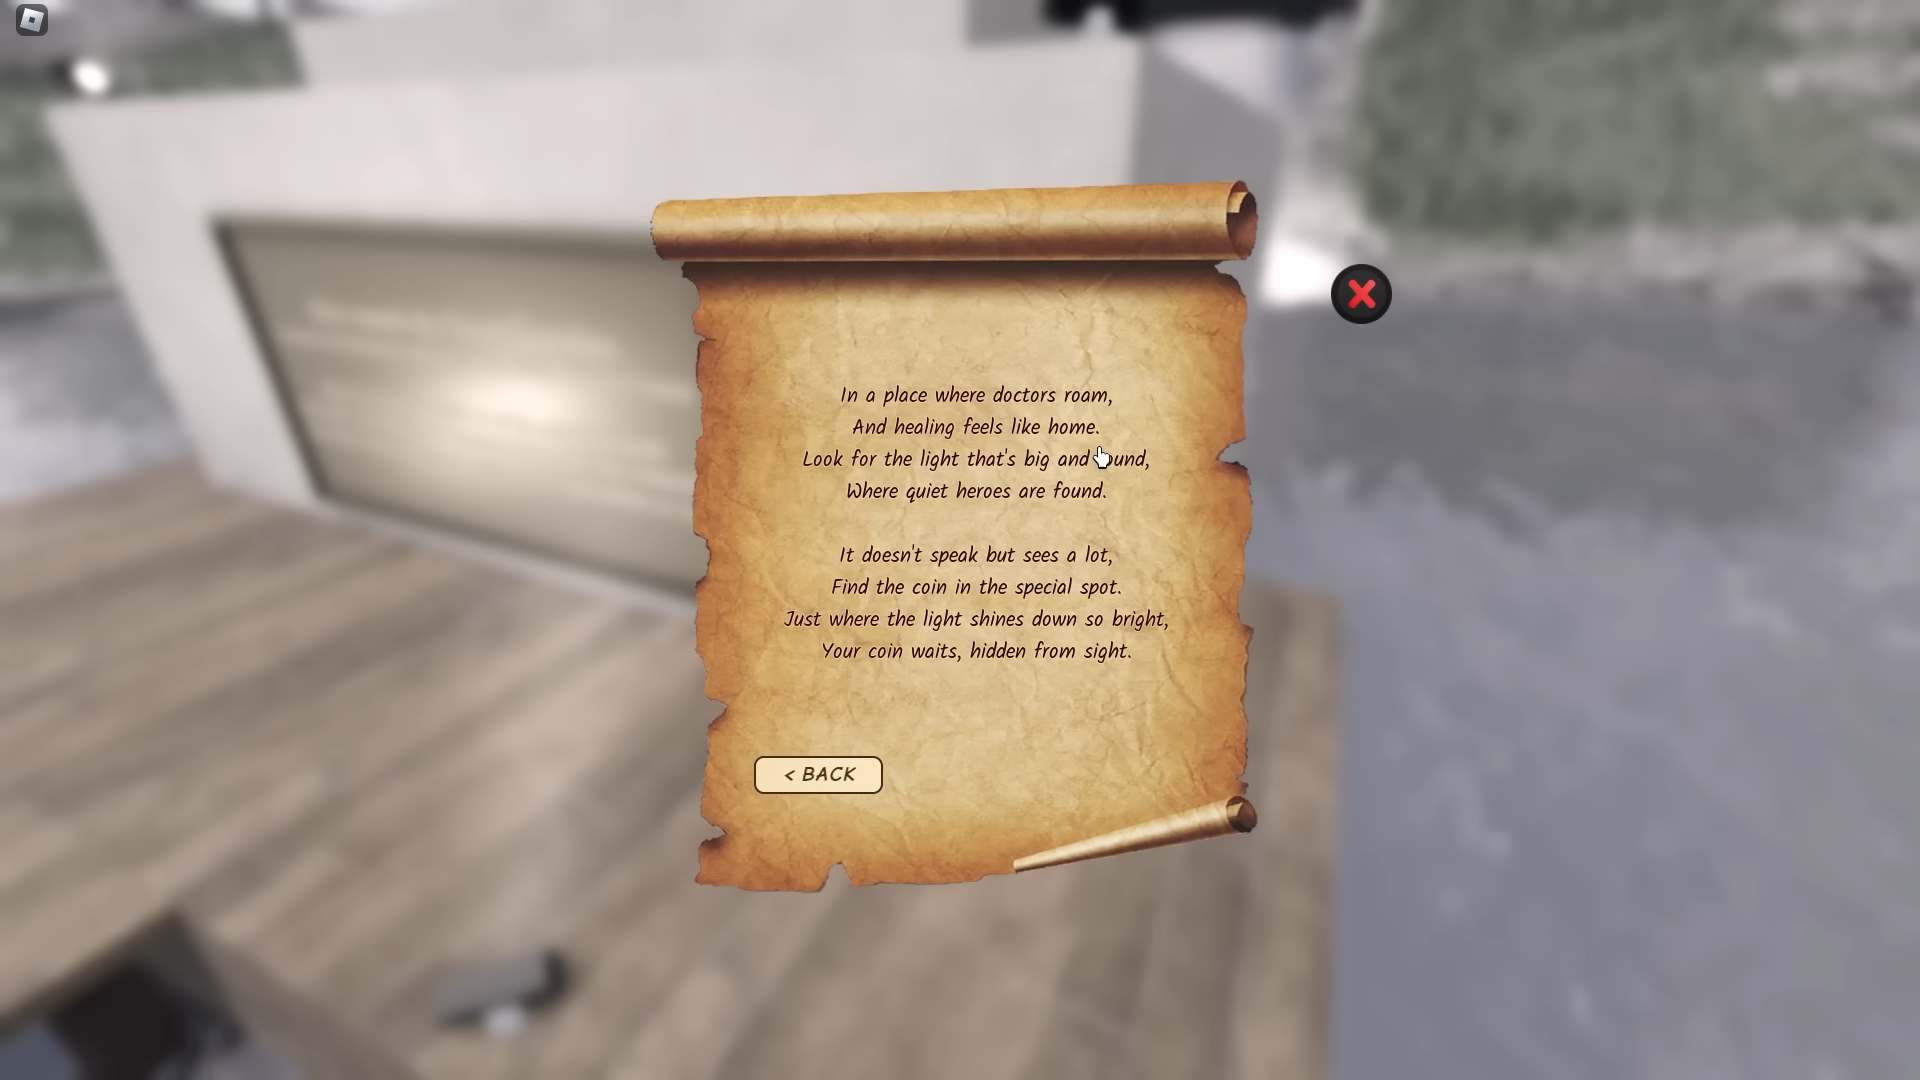 In a place where doctors roam,
And healing feels like home.
Look for the light that's big and
Where quiet heroes are found.
It doesn't speak but sees a lot,
Find the coin in the special spot.
Just where the light shines down so bright,
Your coin waits, hidden from sight.
< BACK